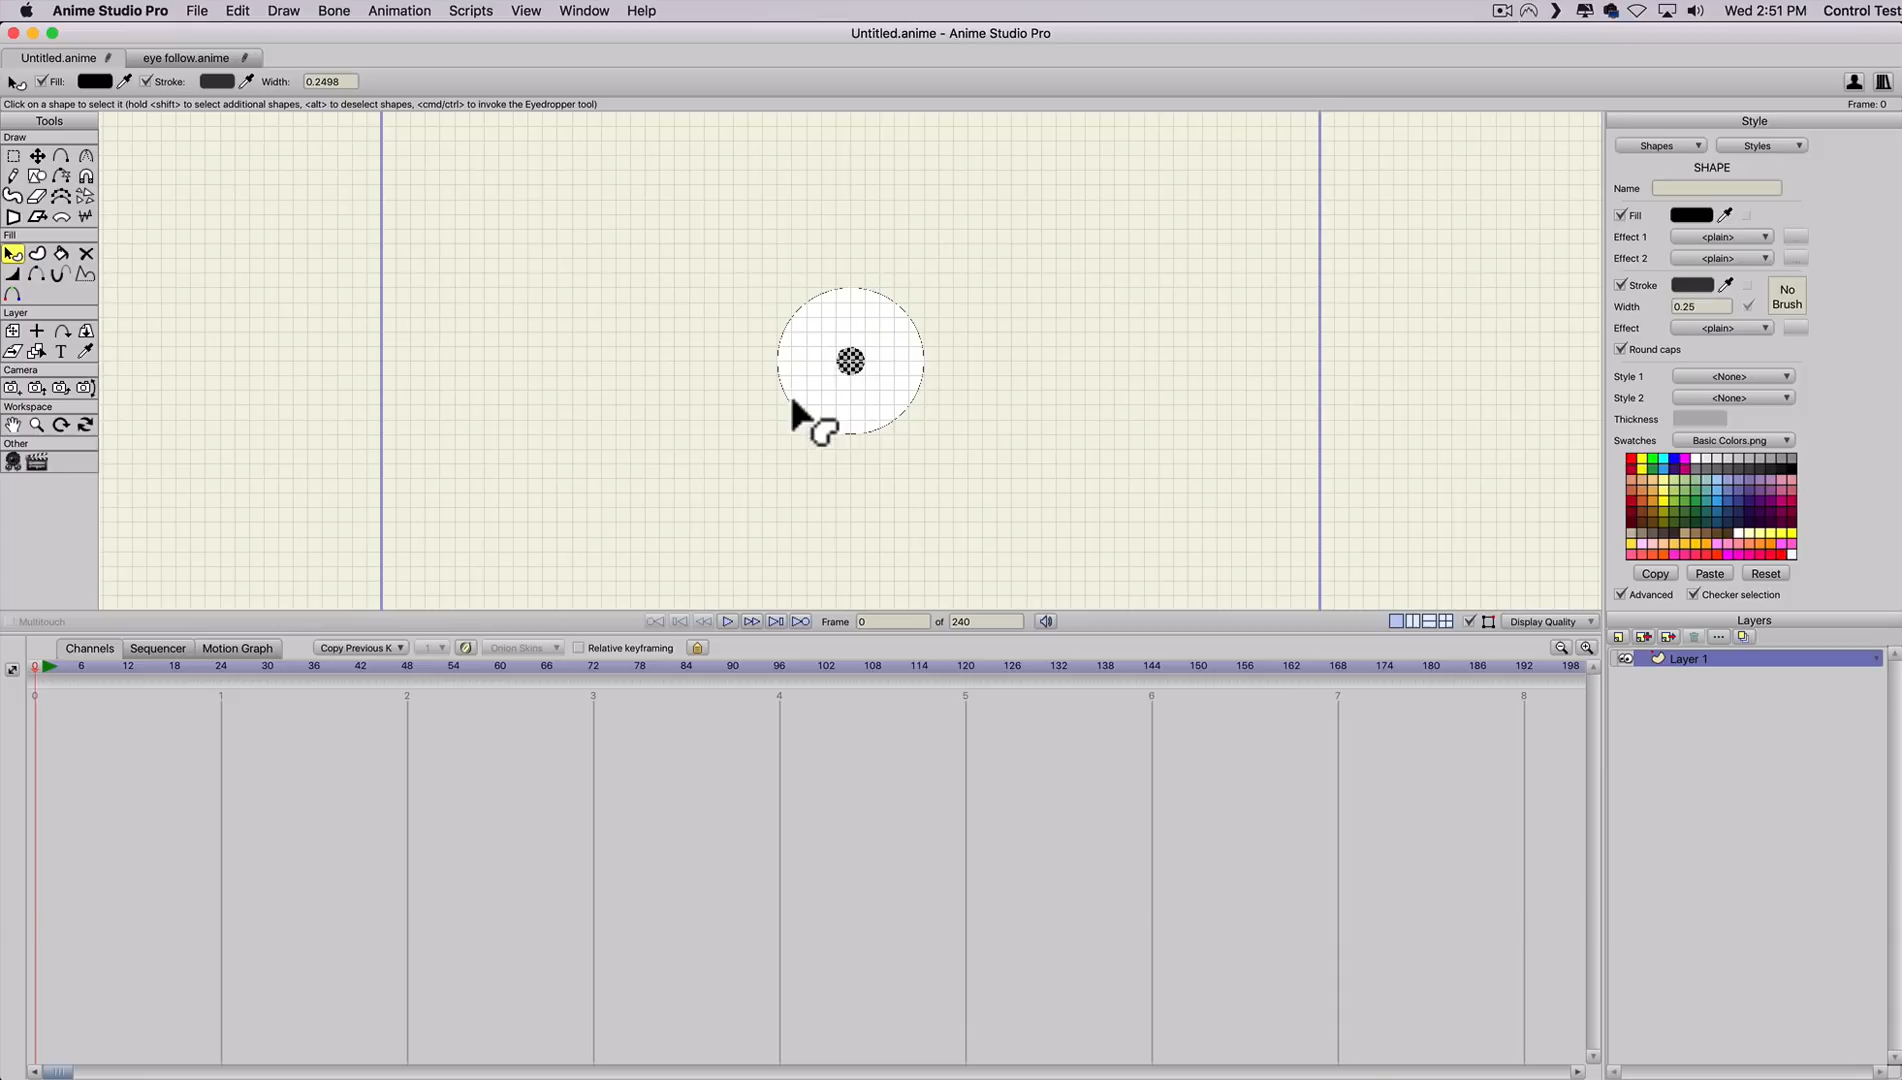 Anime Studio Pro File Edit Draw Bone Animation Scripts View Window Help Wed 2:51 PM Control Test
Untitled.anime - Anime Studio Pro
Untitled.anime eye follow.anime
Fill: Stroke: Width: 0.2498
Click on a shape to select it (hold <shift> to select additional shapes, <alt> to deselect shapes, <cmd/ctrl> to invoke the Eyedropper tool) Frame: 0
Tools
Draw
Fill
Layer
T
Camera
Workspace
Other
Style
Shapes Styles
SHAPE
Name
Fill
Effect 1 <plain>
Effect 2 <plain>
Stroke
No
Brush
Width 0.25
Effect <plain>
Round caps
Style 1 <None>
Style 2 <None>
Thickness
Swatches Basic Colors.png
Copy Paste Reset
Advanced Checker selection
Multitouch Frame 0 of 240 Display Quality
Layers
Channels Sequencer Motion Graph Copy Previous K 1 Onion Skins Relative keyframing
Layer 1
0 6 12 18 24 30 36 42 48 54 60 66 72 78 84 90 96 102 108 114 120 126 132 138 144 150 156 162 168 174 180 186 192 198
0 1 2 3 4 5 6 7 8